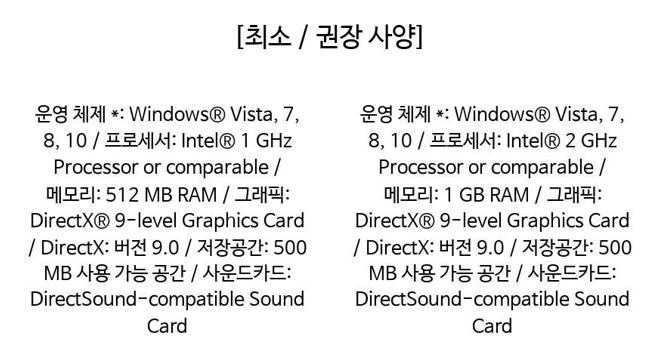 [최소 / 권장 사양]
운영 체제 *: Windows® Vista, 7,
8, 10 / 프로세서: Intel® 1 GHz
Processor or comparable /
메모리: 512 MB RAM / 그래픽:
DirectX® 9-level Graphics Card
/ DirectX: 버전 9.0 / 저장공간: 500
MB 사용 가능 공간 / 사운드카드:
DirectSound-compatible Sound
Card
운영 체제 *: Windows® Vista, 7,
8, 10 / 프로세서: Intel® 2 GHz
Processor or comparable /
메모리: 1 GB RAM / 그래픽:
DirectX® 9-level Graphics Card
/ DirectX: 버전 9.0 / 저장공간: 500
MB 사용 가능 공간 / 사운드카드:
DirectSound-compatible Sound
Card